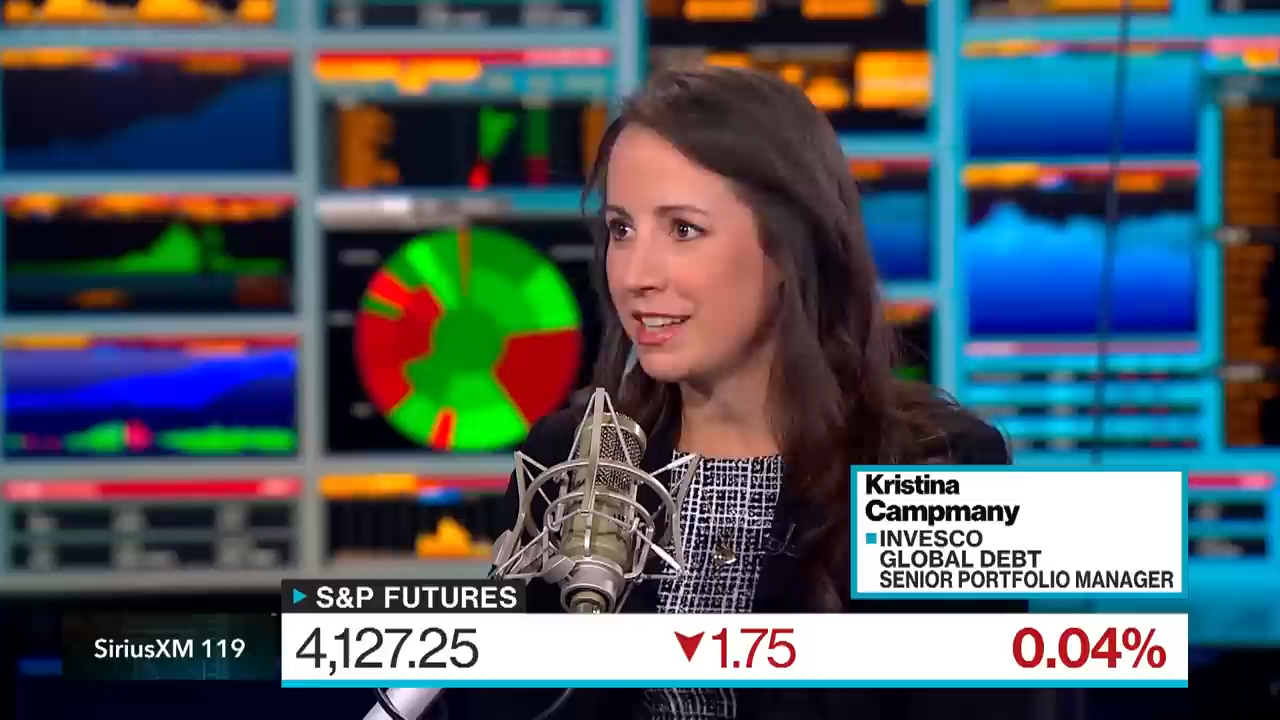 Kristina
Campmany
INVESCO
GLOBAL DEBT
SENIOR PORTFOLIO MANAGER
S&P FUTURES
SiriusXM 119
4,127.25
1.75
0.04%